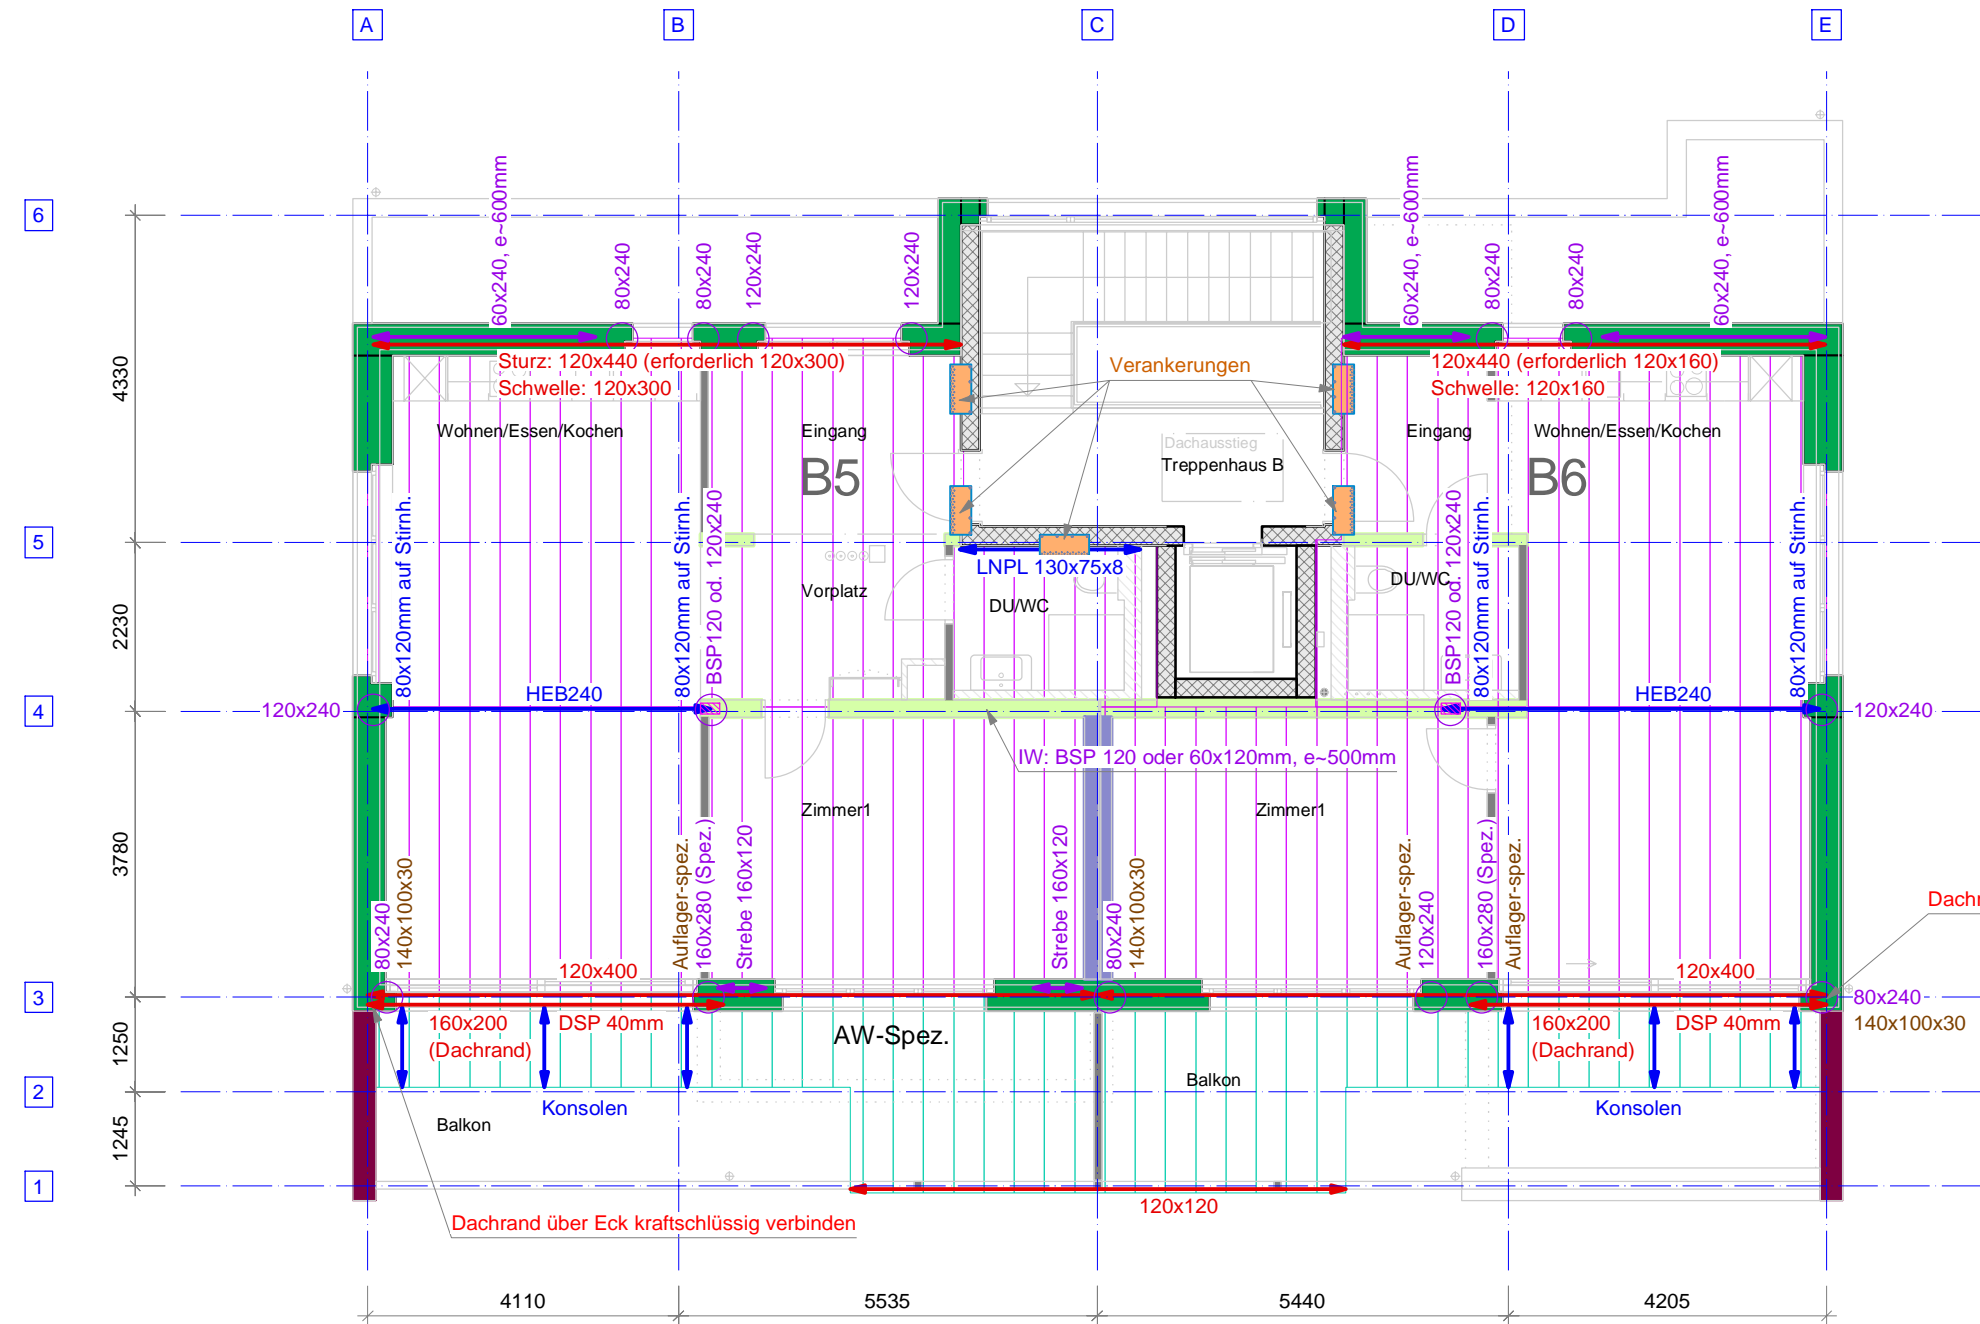 A
B
C
D
E
6
60x240, e~600mm
80x240
80x240
120x240
120x240
60x240, e~600mm
80x240
80x240
60x240, e~600mm
4330
Sturz: 120x440 (erforderlich 120x300)
Schwelle: 120x300
Verankerungen
120x440 (erforderlich 120x160)
Schwelle: 120x160
Wohnen/Essen/Kochen
Eingang
B5
Dachausstieg
Treppenhaus B
Eingang
Wohnen/Essen/Kochen
B6
5
80x120mm auf Stirnh.
80x120mm auf Stirnh.
BSP120 od. 120x240
LNPL 130x75x8
Vorplatz
DU/WC
DU/WC
BSP120 od. 120x240
80x120mm auf Stirnh.
80x120mm auf Stirnh.
2230
4
120x240
HEB240
HEB240
120x240
IW: BSP 120 oder 60x120mm, e~500mm
Zimmer1
Zimmer1
3780
80x240
140x100x30
Auflager-spez.
160x280 (Spez.)
Strebe 160x120
Strebe 160x120
80x240
140x100x30
Auflager-spez.
120x240
160x280 (Spez.)
Auflager-spez.
Dachr
120x400
120x400
3
80x240
140x100x30
160x200
(Dachrand)
DSP 40mm
AW-Spez.
160x200
(Dachrand)
DSP 40mm
1250
2
Konsolen
Balkon
Balkon
Konsolen
1245
1
120x120
Dachrand über Eck kraftschlüssig verbinden
4110
5535
5440
4205